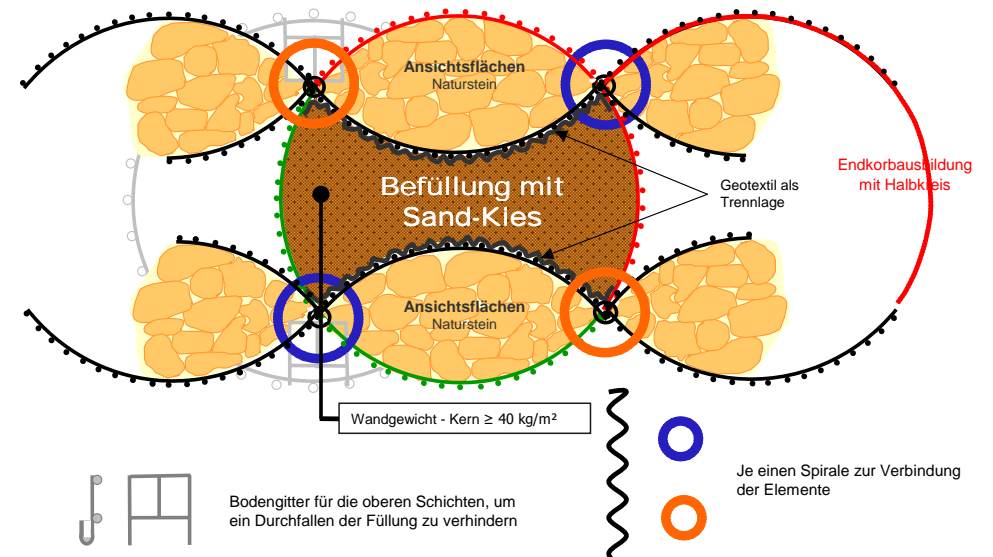 Ansichtsflächen
Naturstein
Endkorbausbildung
mit Halbkreis
Befüllung mit
Sand-Kies
Geotextil als
Trennlage
Ansichtsflächen
Naturstein
Wandgewicht - Kern ≥ 40 kg/m²
Je einen Spirale zur Verbindung
der Elemente
Bodengitter für die oberen Schichten, um
ein Durchfallen der Füllung zu verhindern